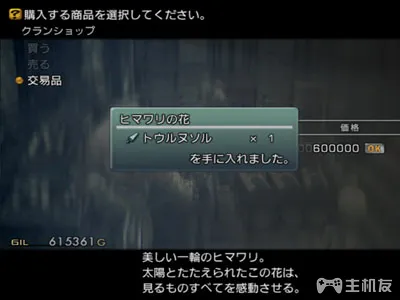 購入する商品を選択してください。
クランショップ
買う
売る
交易品
ヒマワリの花
トウルヌソル × 1
を手に入れました。
価格
600000 OK
GIL 615361G
美しい一輪のヒマワリ。
太陽とたたえられたこの花は、
見るものすべてを感動させる。
主机友